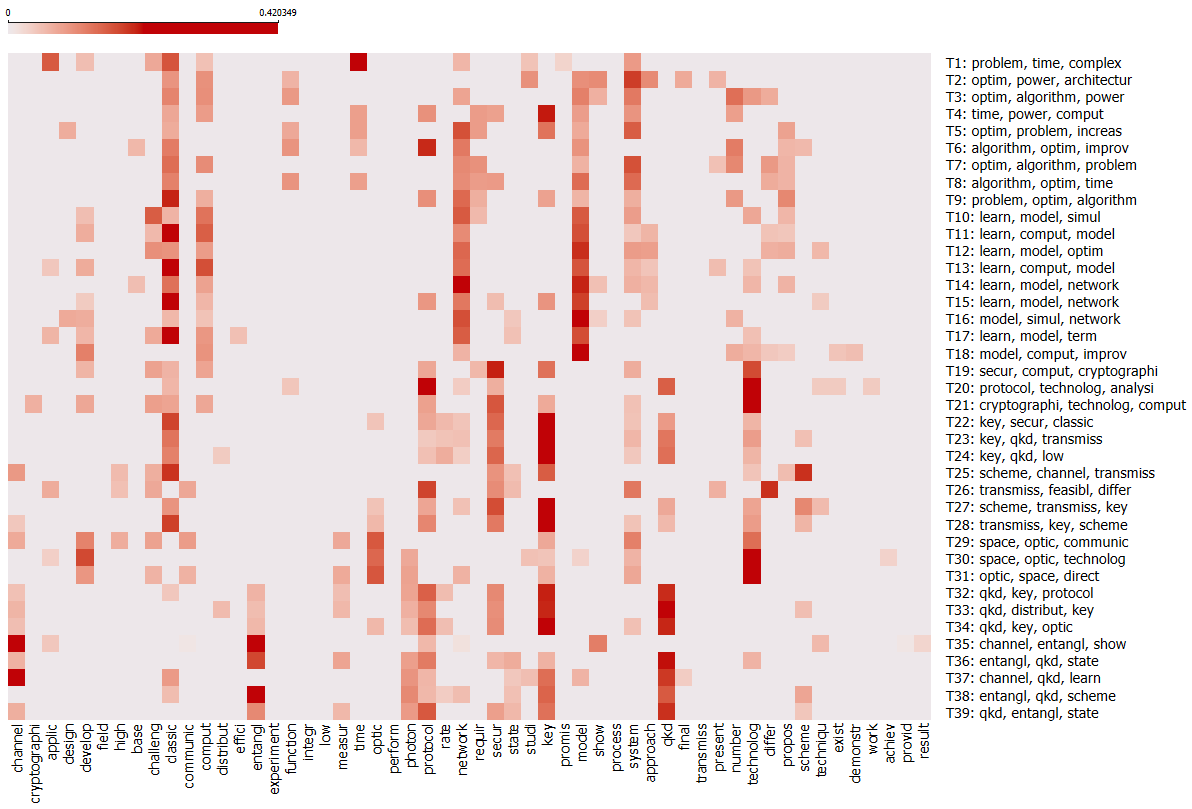 0 0.420349
T1: problem, time, complex
T2: optim, power, architectur
T3: optim, algorithm, power
T4: time, power, comput
T5: optim, problem, increas
T6: algorithm, optim, improv
T7: optim, algorithm, problem
T8: algorithm, optim, time
T9: problem, optim, algorithm
T10: learn, model, simul
T11: learn, comput, model
T12: learn, model, optim
T13: learn, comput, model
T14: learn, model, network
T15: learn, model, network
T16: model, simul, network
T17: learn, model, term
T18: model, comput, improv
T19: secur, comput, cryptographi
T20: protocol, technolog, analysi
T21: cryptographi, technolog, comput
T22: key, secur, classic
T23: key, qkd, transmiss
T24: key, qkd, low
T25: scheme, channel, transmiss
T26: transmiss, feasibl, differ
T27: scheme, transmiss, key
T28: transmiss, key, scheme
T29: space, optic, communic
T30: space, optic, technolog
T31: optic, space, direct
T32: qkd, key, protocol
T33: qkd, distribut, key
T34: qkd, key, optic
T35: channel, entangl, show
T36: entangl, qkd, state
T37: channel, qkd, learn
T38: entangl, qkd, scheme
T39: qkd, entangl, state
channel
cryptographi
applic
design
develop
field
high
base
challeng
classic
communic
comput
distribut
effici
entangl
experiment
function
integr
low
measur
time
optic
perform
photon
protocol
rate
network
requir
secur
state
studi
key
promis
model
show
process
system
approach
qkd
final
transmiss
present
number
technolog
differ
propos
scheme
techniqu
exist
demonstr
work
achiev
provid
result